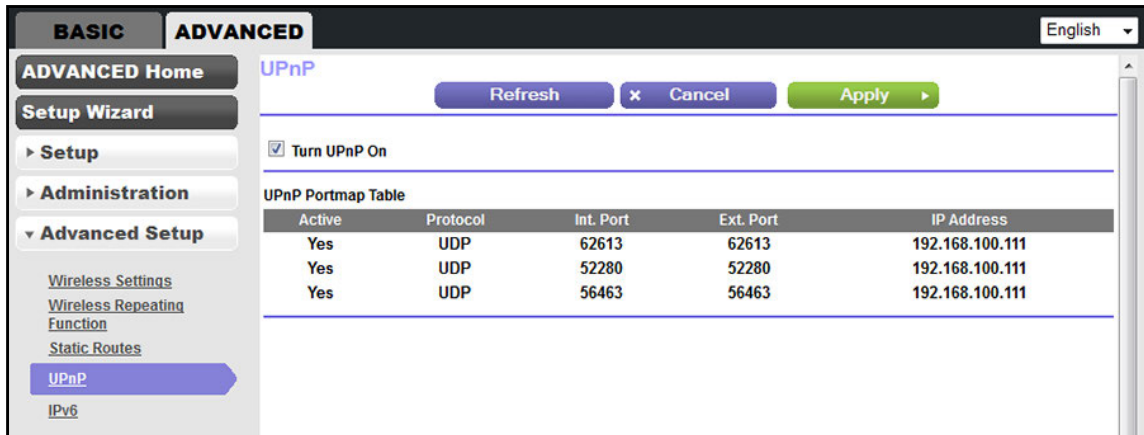 BASIC ADVANCED English
ADVANCED Home
Setup Wizard
Setup
Administration
Advanced Setup
Wireless Settings
Wireless Repeating
Function
Static Routes
UPnP
IPv6
UPnP
Refresh Cancel Apply
Turn UPnP On
UPnP Portmap Table
Active Protocol Int. Port Ext. Port IP Address
Yes UDP 62613 62613 192.168.100.111
Yes UDP 52280 52280 192.168.100.111
Yes UDP 56463 56463 192.168.100.111